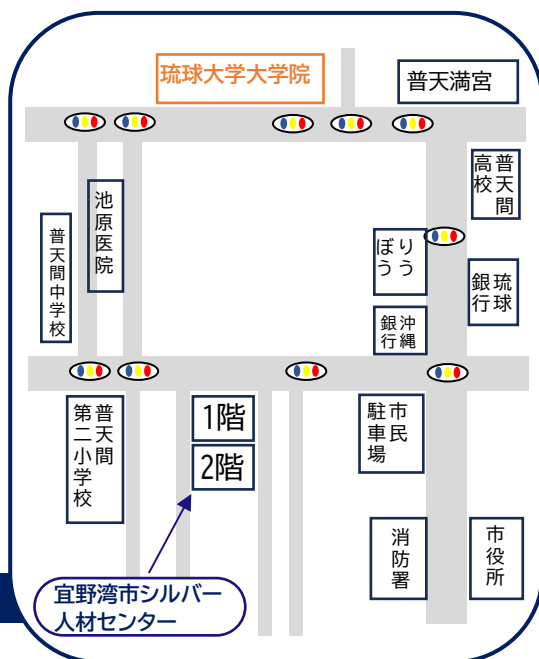 琉球大学大学院
普天満宮
普天間
高校
池原医院
普天間中学校
りう
ぼう
琉球
銀行
沖縄
銀行
普天間
第二小学校
1階
2階
市民
駐車場
消防署
市役所
宜野湾市シルバー
人材センター